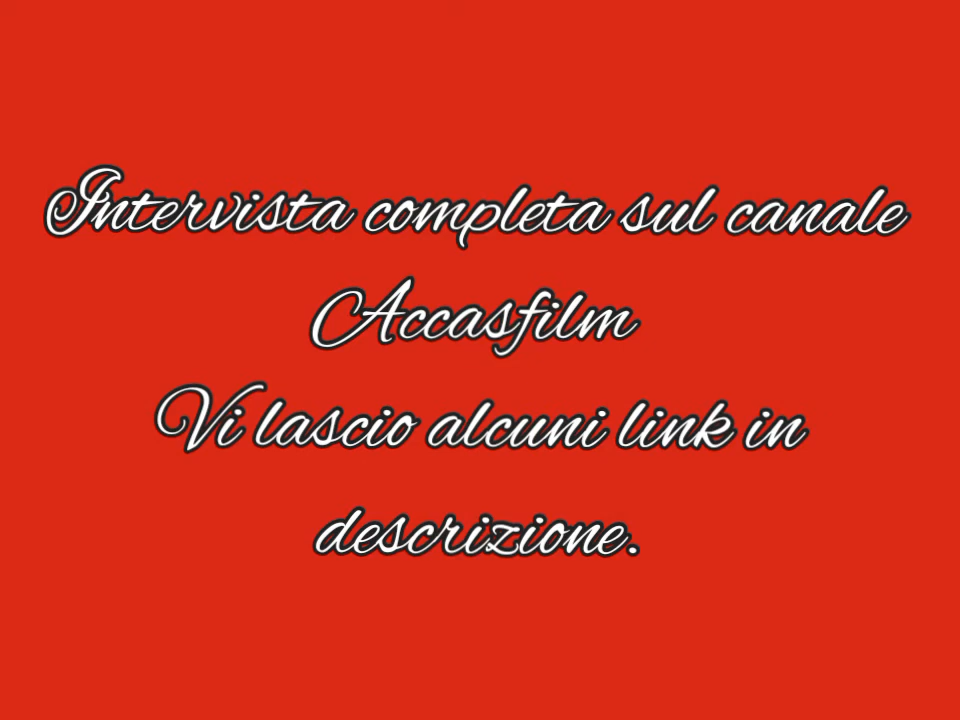 Intervista completa sul canale
Accasfilm
Vi lascio alcuni link in
descrizione.